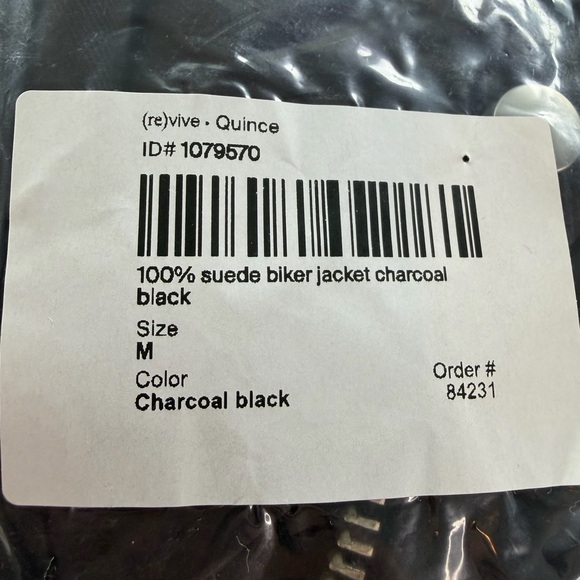 (re)vive • Quince
ID# 1079570
100% suede biker jacket charcoal
black
Size
M
Color
Charcoal black
Order #
84231